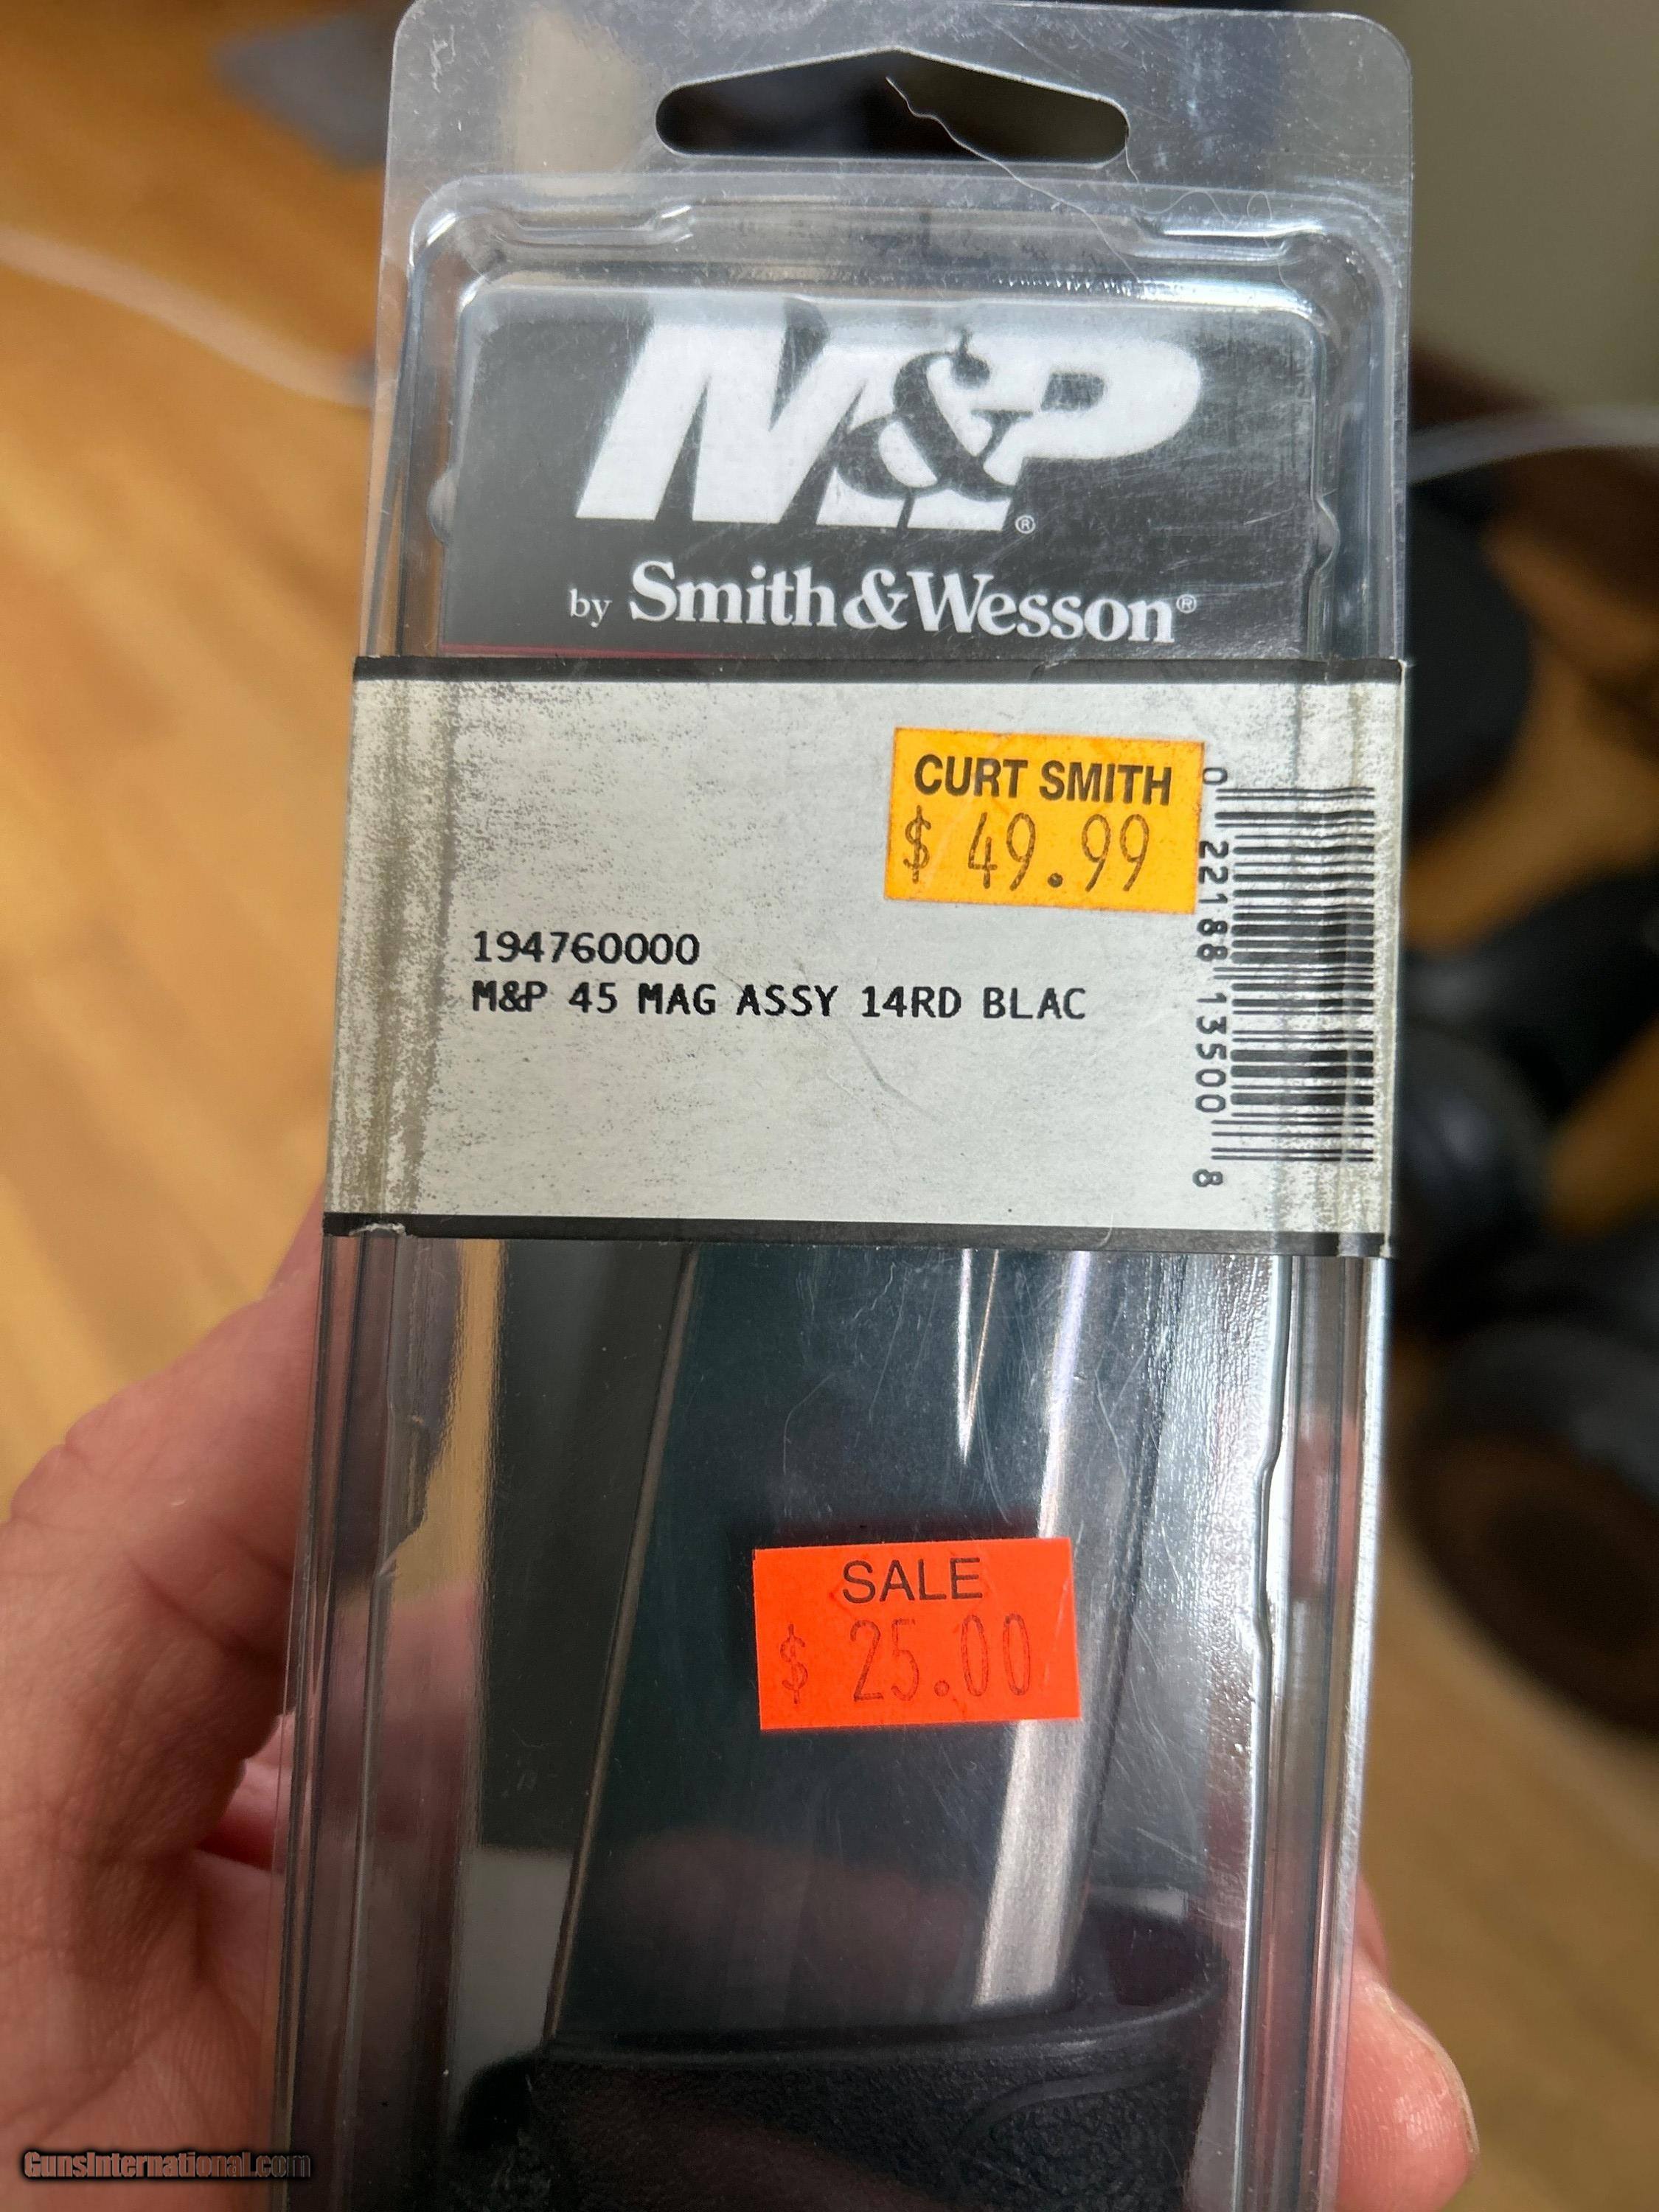 M&P®
by Smith&Wesson®
CURT SMITH
$ 49.99
194760000
M&P 45 MAG ASSY 14RD BLAC
0 22188 13500 8
SALE
$ 25.00
GunsInternational.com